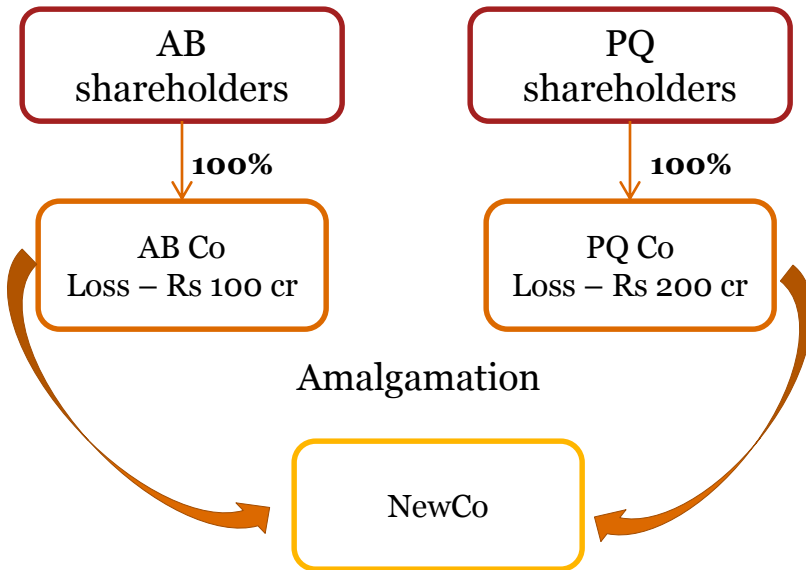 AB
shareholders
PQ
shareholders
100%
100%
AB Co
Loss – Rs 100 cr
PQ Co
Loss – Rs 200 cr
Amalgamation
NewCo